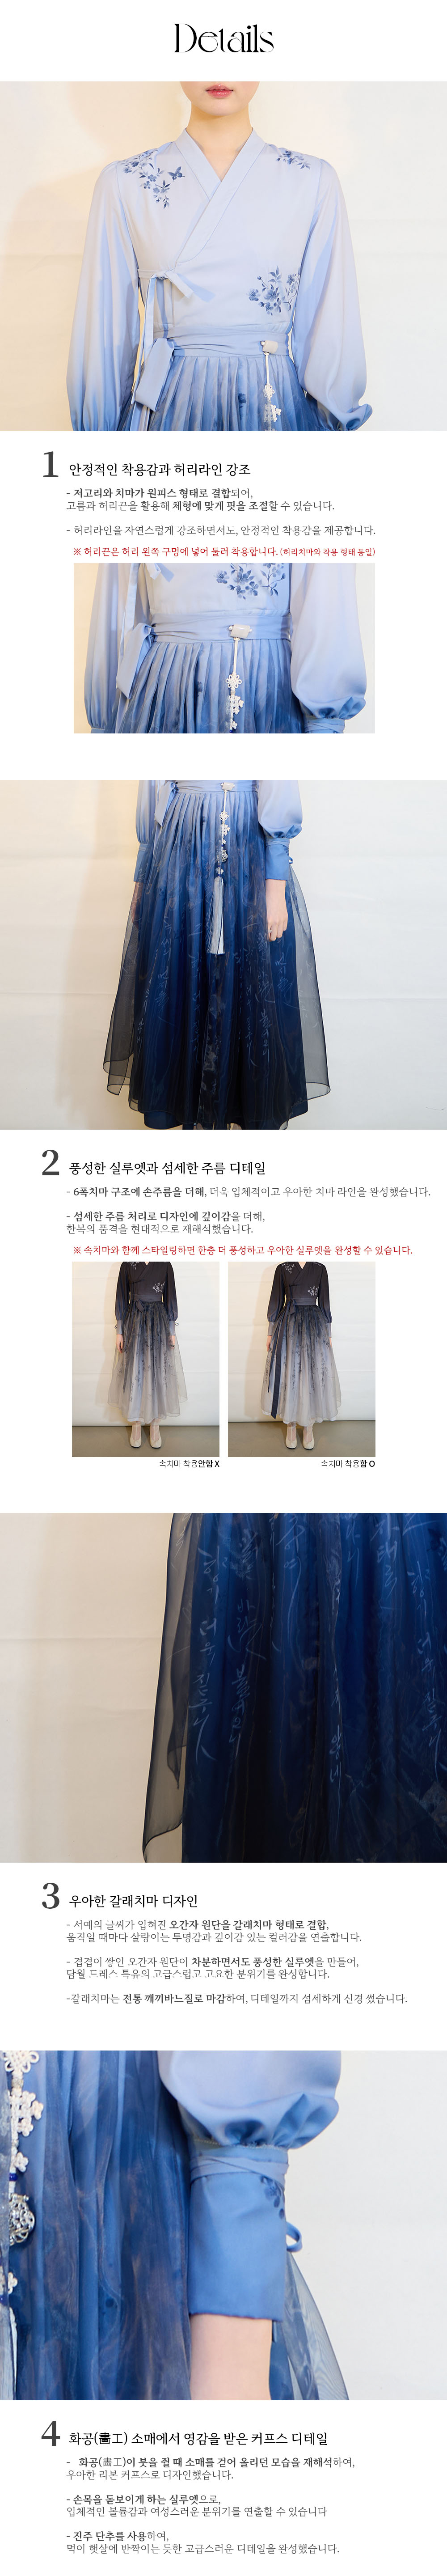 Details
1 안정적인 착용감과 허리라인 강조
- 저고리와 치마가 원피스 형태로 결합되어,
고름과 허리끈을 활용해 체형에 맞게 핏을 조절할 수 있습니다.
- 허리라인을 자연스럽게 강조하면서도, 안정적인 착용감을 제공합니다.
※ 허리끈은 허리 왼쪽 구멍에 넣어 둘러 착용합니다. (허리치마와 착용 형태 동일)
2 풍성한 실루엣과 섬세한 주름 디테일
- 6폭치마 구조에 손주름을 더해, 더욱 입체적이고 우아한 치마 라인을 완성했습니다.
- 섬세한 주름 처리로 디자인에 깊이감을 더해,
한복의 품격을 현대적으로 재해석했습니다.
※ 속치마와 함께 스타일링하면 한층 더 풍성하고 우아한 실루엣을 완성할 수 있습니다.
속치마 착용안함 X
속치마 착용함 O
3 우아한 갈래치마 디자인
- 서예의 글씨가 입혀진 오간자 원단을 갈래치마 형태로 결합,
움직일 때마다 살랑이는 투명감과 깊이감 있는 컬러감을 연출합니다.
- 겹겹이 쌓인 오간자 원단이 차분하면서도 풍성한 실루엣을 만들어,
담월 드레스 특유의 고급스럽고 고요한 분위기를 완성합니다.
-갈래치마는 전통 깨끼바느질로 마감하여, 디테일까지 섬세하게 신경 썼습니다.
4 화공(畵工) 소매에서 영감을 받은 커프스 디테일
- 화공(畵工)이 붓을 쥘 때 소매를 걷어 올리던 모습을 재해석하여,
우아한 리본 커프스로 디자인했습니다.
- 손목을 돋보이게 하는 실루엣으로,
입체적인 볼륨감과 여성스러운 분위기를 연출할 수 있습니다
- 진주 단추를 사용하여,
먹이 햇살에 반짝이는 듯한 고급스러운 디테일을 완성했습니다.